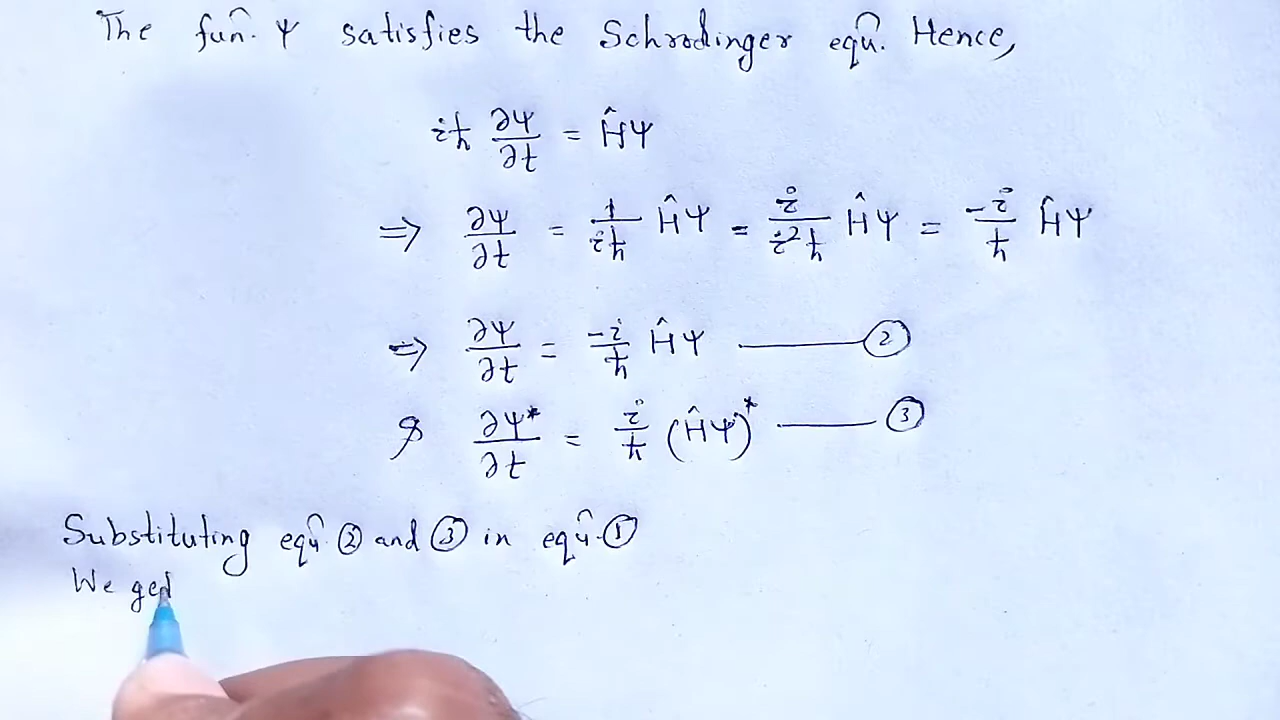 The fun. ψ satisfies the Schrodinger equ. Hence,
iħ ∂ψ/∂t = Ĥψ
⇒ ∂ψ/∂t = 1/iħ Ĥψ = i/i²ħ Ĥψ = -i/ħ Ĥψ
⇒ ∂ψ/∂t = -i/ħ Ĥψ —— ②
& ∂ψ*/∂t = i/ħ (Ĥψ)* —— ③
Substituting equ. ② and ③ in equ. ①
We get